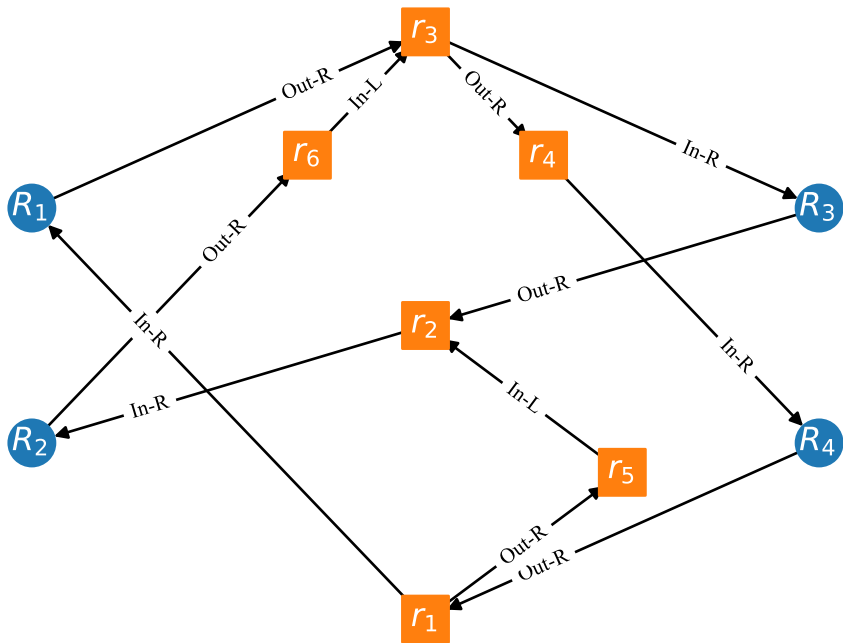 r3
Out-R
In-L
Out-R
In-R
r6
r4
R1
R3
Out-R
Out-R
r2
In-R
In-R
In-L
In-R
R2
R4
r5
Out-R
Out-R
r1